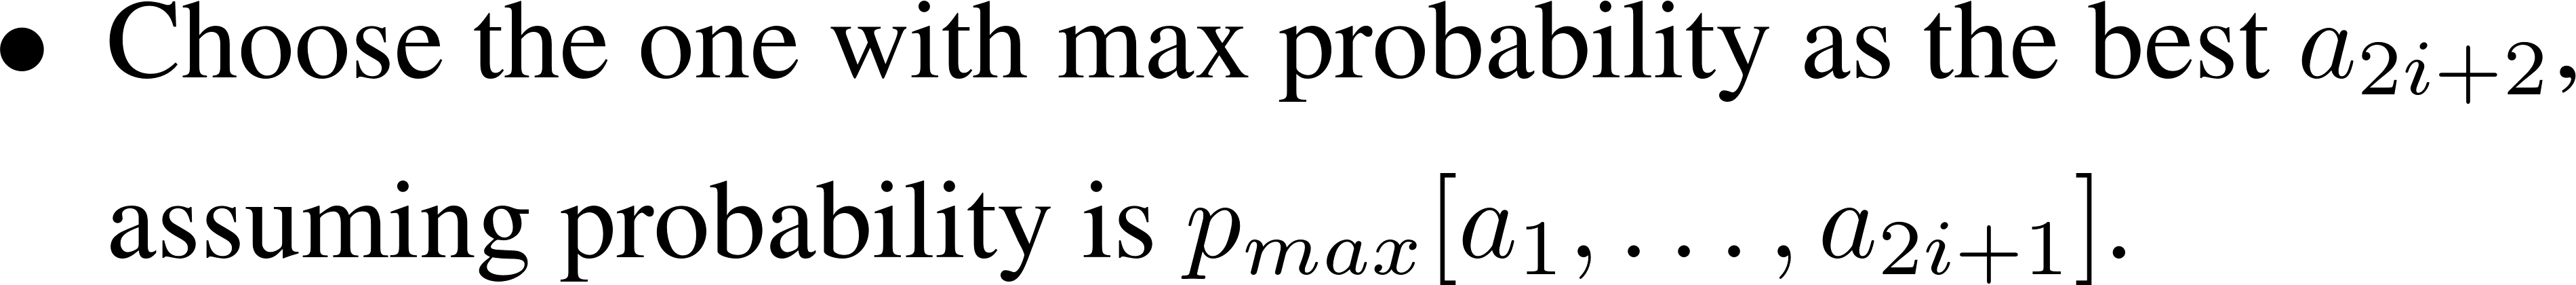 • Choose the one with max probability as the best $a_{2i+2}$,
assuming probability is $p_{max}[a_1, \ldots, a_{2i+1}]$.